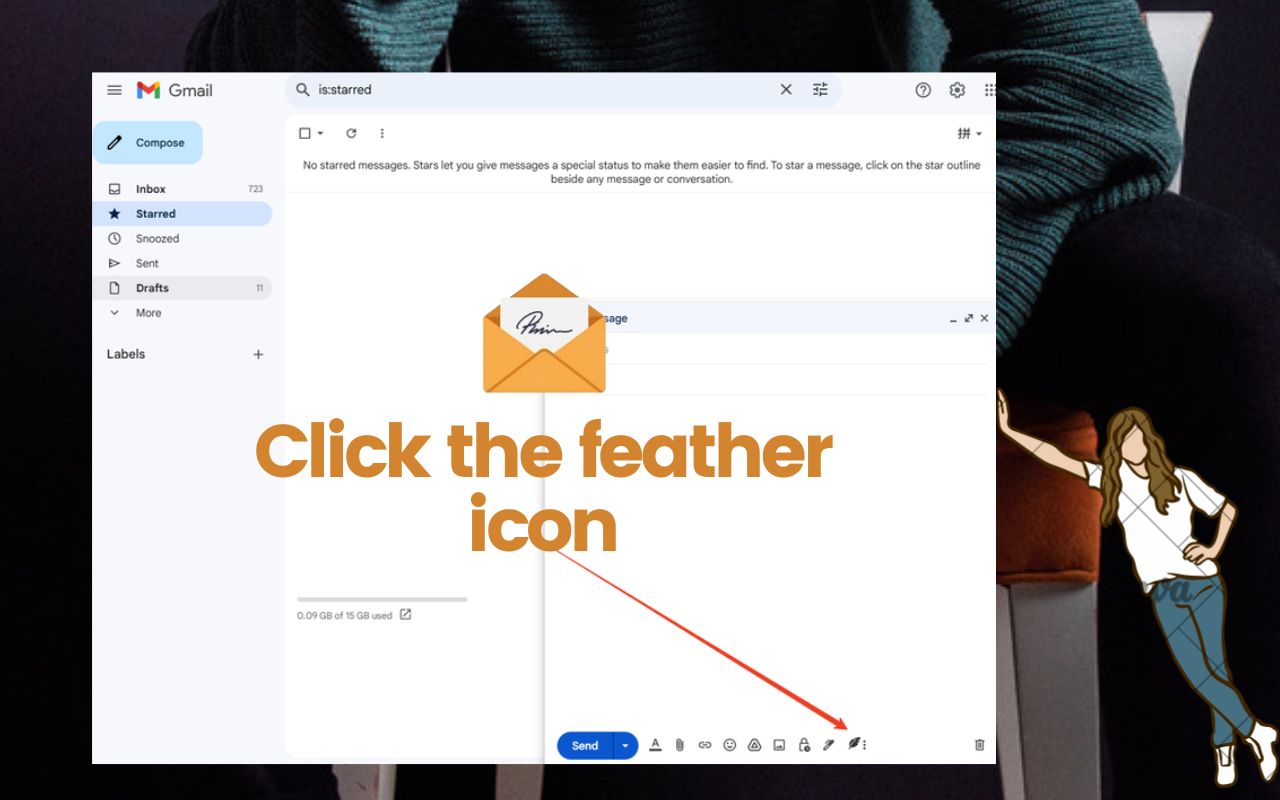 Gmail
is:starred
Compose
拼
No starred messages. Stars let you give messages a special status to make them easier to find. To star a message, click on the star outline
beside any message or conversation.
Inbox 723
Starred
Snoozed
Sent
Drafts 11
More
Labels
Click the feather
icon
0.09 GB of 15 GB used
Send